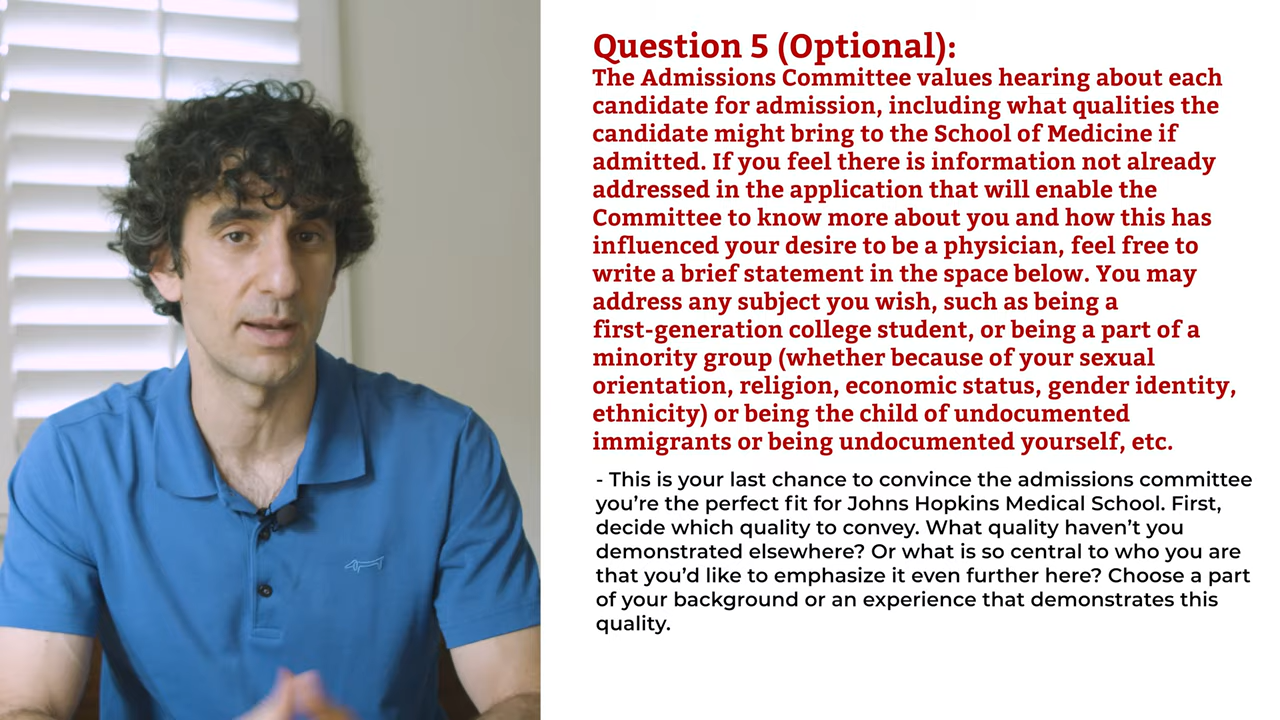 Question 5 (Optional):
The Admissions Committee values hearing about each
candidate for admission, including what qualities the
candidate might bring to the School of Medicine if
admitted. If you feel there is information not already
addressed in the application that will enable the
Committee to know more about you and how this has
influenced your desire to be a physician, feel free to
write a brief statement in the space below. You may
address any subject you wish, such as being a
first-generation college student, or being a part of a
minority group (whether because of your sexual
orientation, religion, economic status, gender identity,
ethnicity) or being the child of undocumented
immigrants or being undocumented yourself, etc.
- This is your last chance to convince the admissions committee
you’re the perfect fit for Johns Hopkins Medical School. First,
decide which quality to convey. What quality haven’t you
demonstrated elsewhere? Or what is so central to who you are
that you’d like to emphasize it even further here? Choose a part
of your background or an experience that demonstrates this
quality.